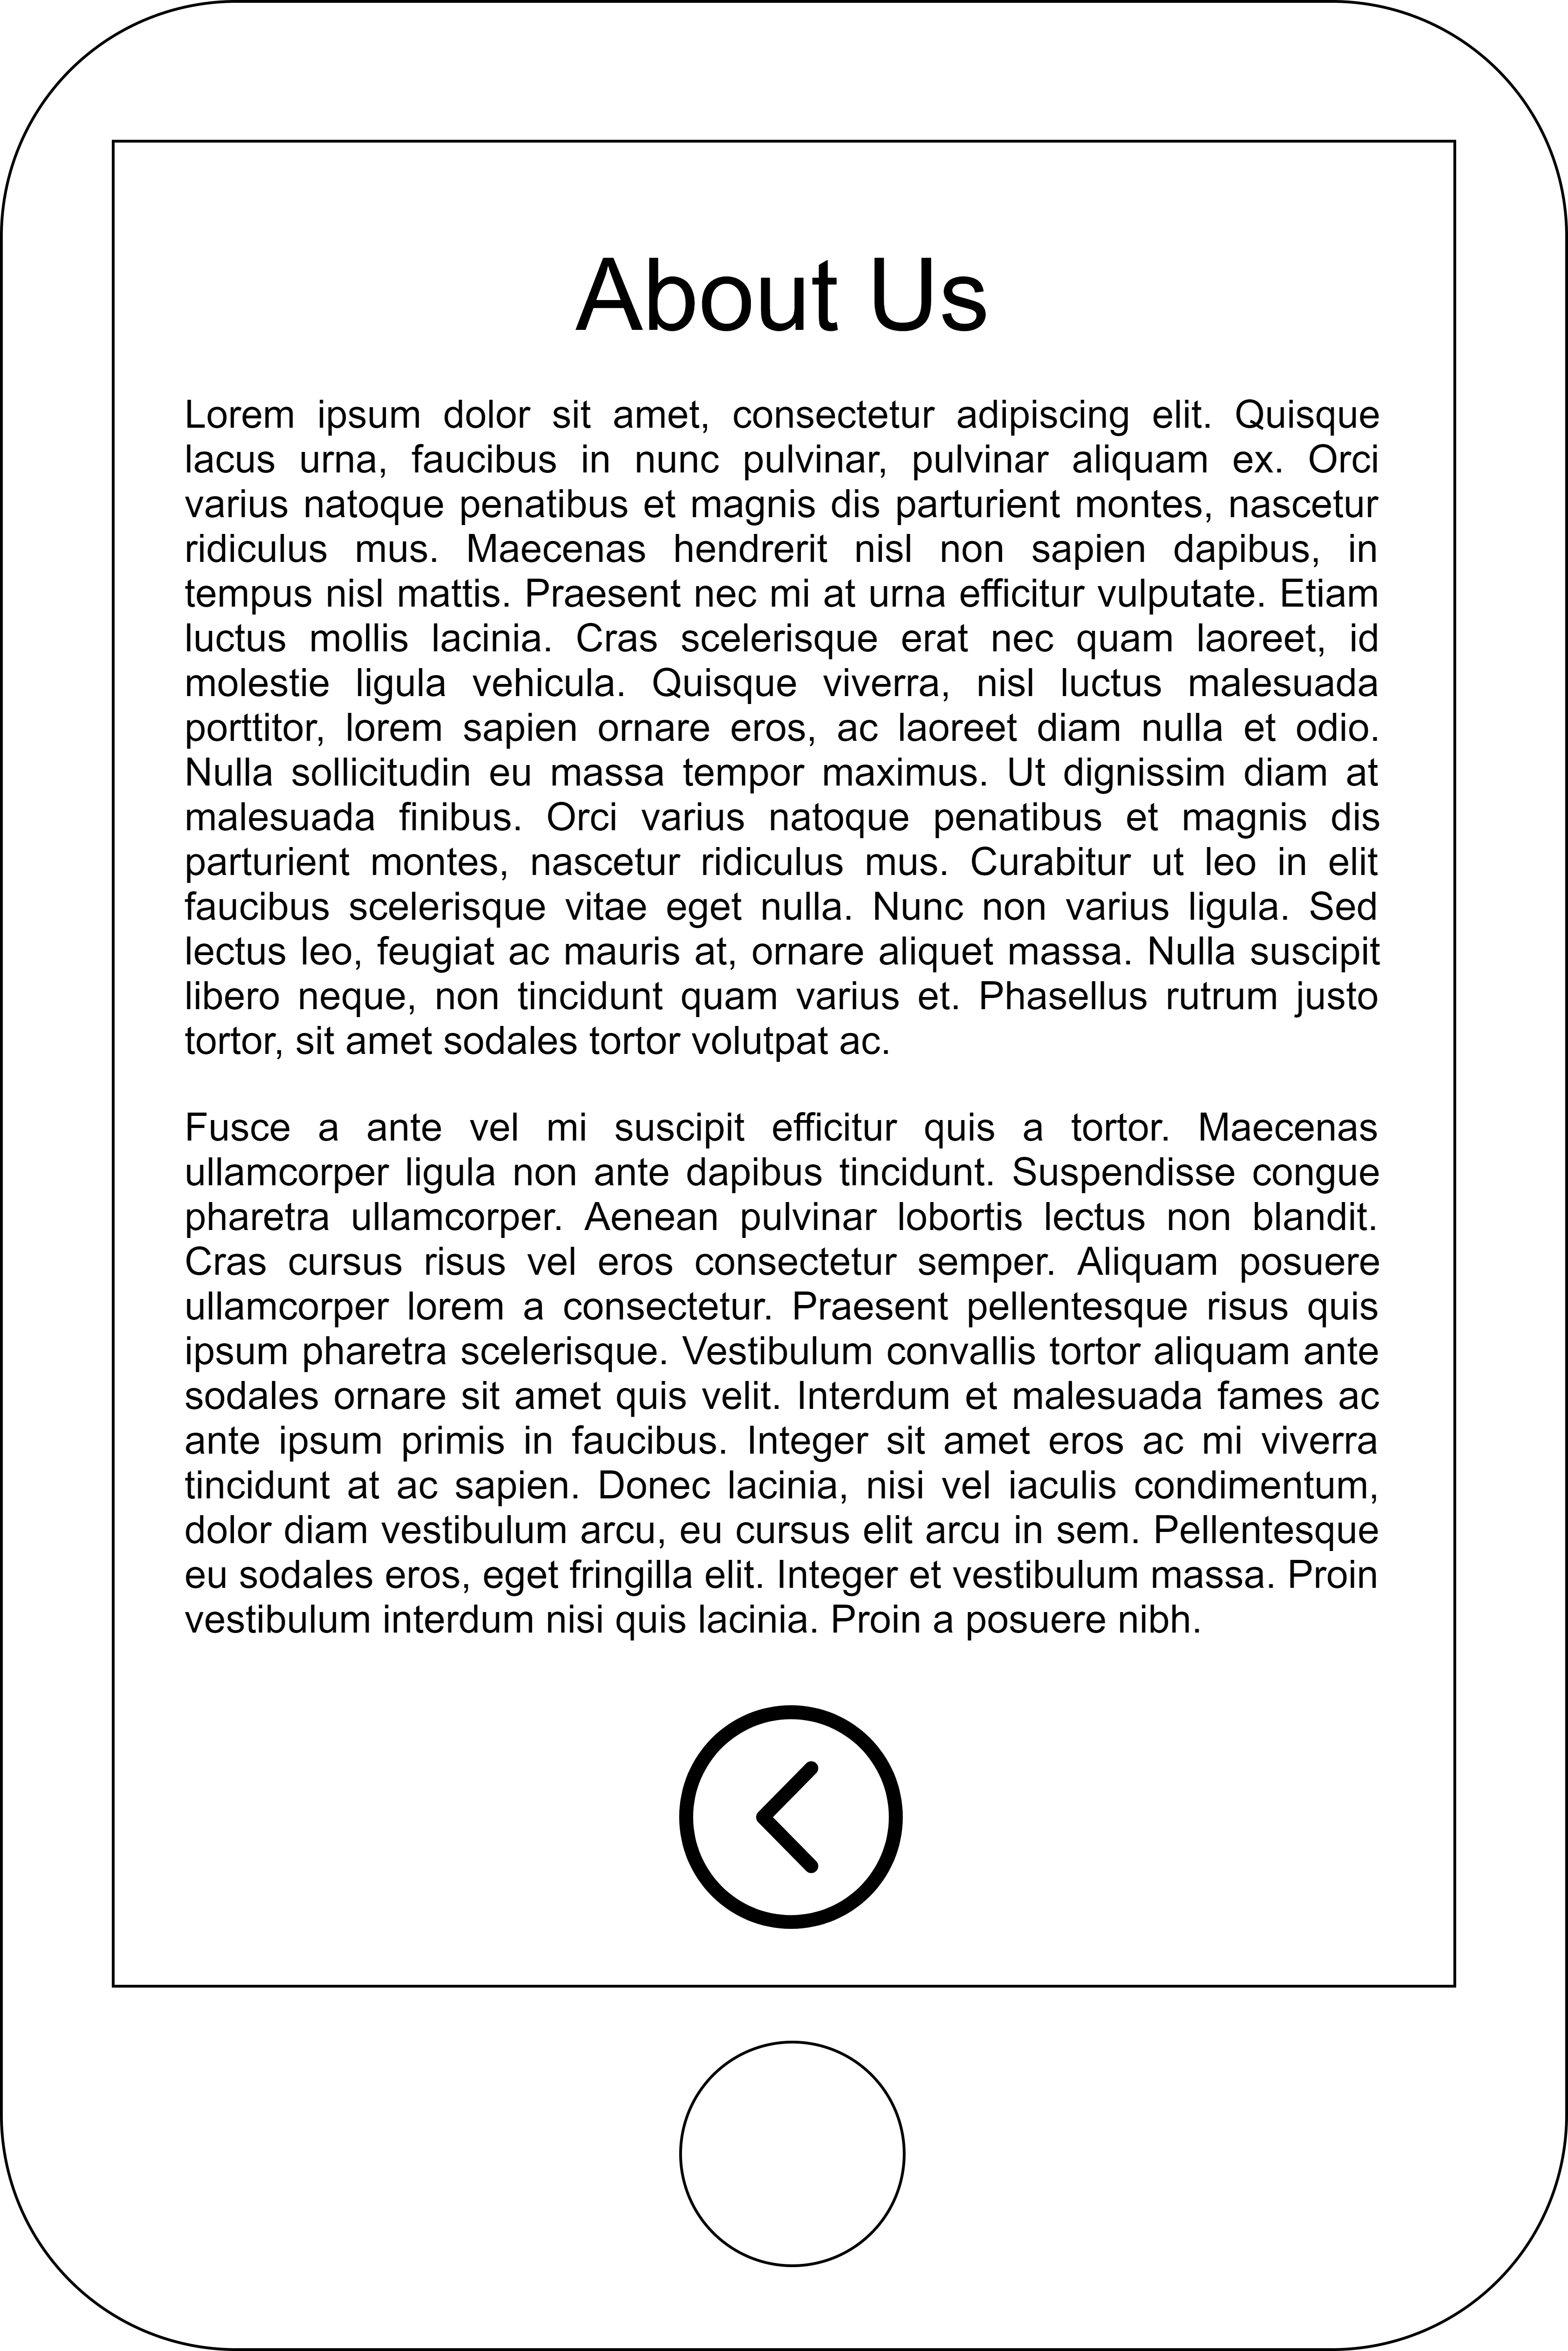 About Us
Lorem ipsum dolor sit amet, consectetur adipiscing elit. Quisque
lacus urna, faucibus in nunc pulvinar, pulvinar aliquam ex. Orci
varius natoque penatibus et magnis dis parturient montes, nascetur
ridiculus mus. Maecenas hendrerit nisl non sapien dapibus, in
tempus nisl mattis. Praesent nec mi at urna efficitur vulputate. Etiam
luctus mollis lacinia. Cras scelerisque erat nec quam laoreet, id
molestie ligula vehicula. Quisque viverra, nisl luctus malesuada
porttitor, lorem sapien ornare eros, ac laoreet diam nulla et odio.
Nulla sollicitudin eu massa tempor maximus. Ut dignissim diam at
malesuada finibus. Orci varius natoque penatibus et magnis dis
parturient montes, nascetur ridiculus mus. Curabitur ut leo in elit
faucibus scelerisque vitae eget nulla. Nunc non varius ligula. Sed
lectus leo, feugiat ac mauris at, ornare aliquet massa. Nulla suscipit
libero neque, non tincidunt quam varius et. Phasellus rutrum justo
tortor, sit amet sodales tortor volutpat ac.
Fusce a ante vel mi suscipit efficitur quis a tortor. Maecenas
ullamcorper ligula non ante dapibus tincidunt. Suspendisse congue
pharetra ullamcorper. Aenean pulvinar lobortis lectus non blandit.
Cras cursus risus vel eros consectetur semper. Aliquam posuere
ullamcorper lorem a consectetur. Praesent pellentesque risus quis
ipsum pharetra scelerisque. Vestibulum convallis tortor aliquam ante
sodales ornare sit amet quis velit. Interdum et malesuada fames ac
ante ipsum primis in faucibus. Integer sit amet eros ac mi viverra
tincidunt at ac sapien. Donec lacinia, nisi vel iaculis condimentum,
dolor diam vestibulum arcu, eu cursus elit arcu in sem. Pellentesque
eu sodales eros, eget fringilla elit. Integer et vestibulum massa. Proin
vestibulum interdum nisi quis lacinia. Proin a posuere nibh.